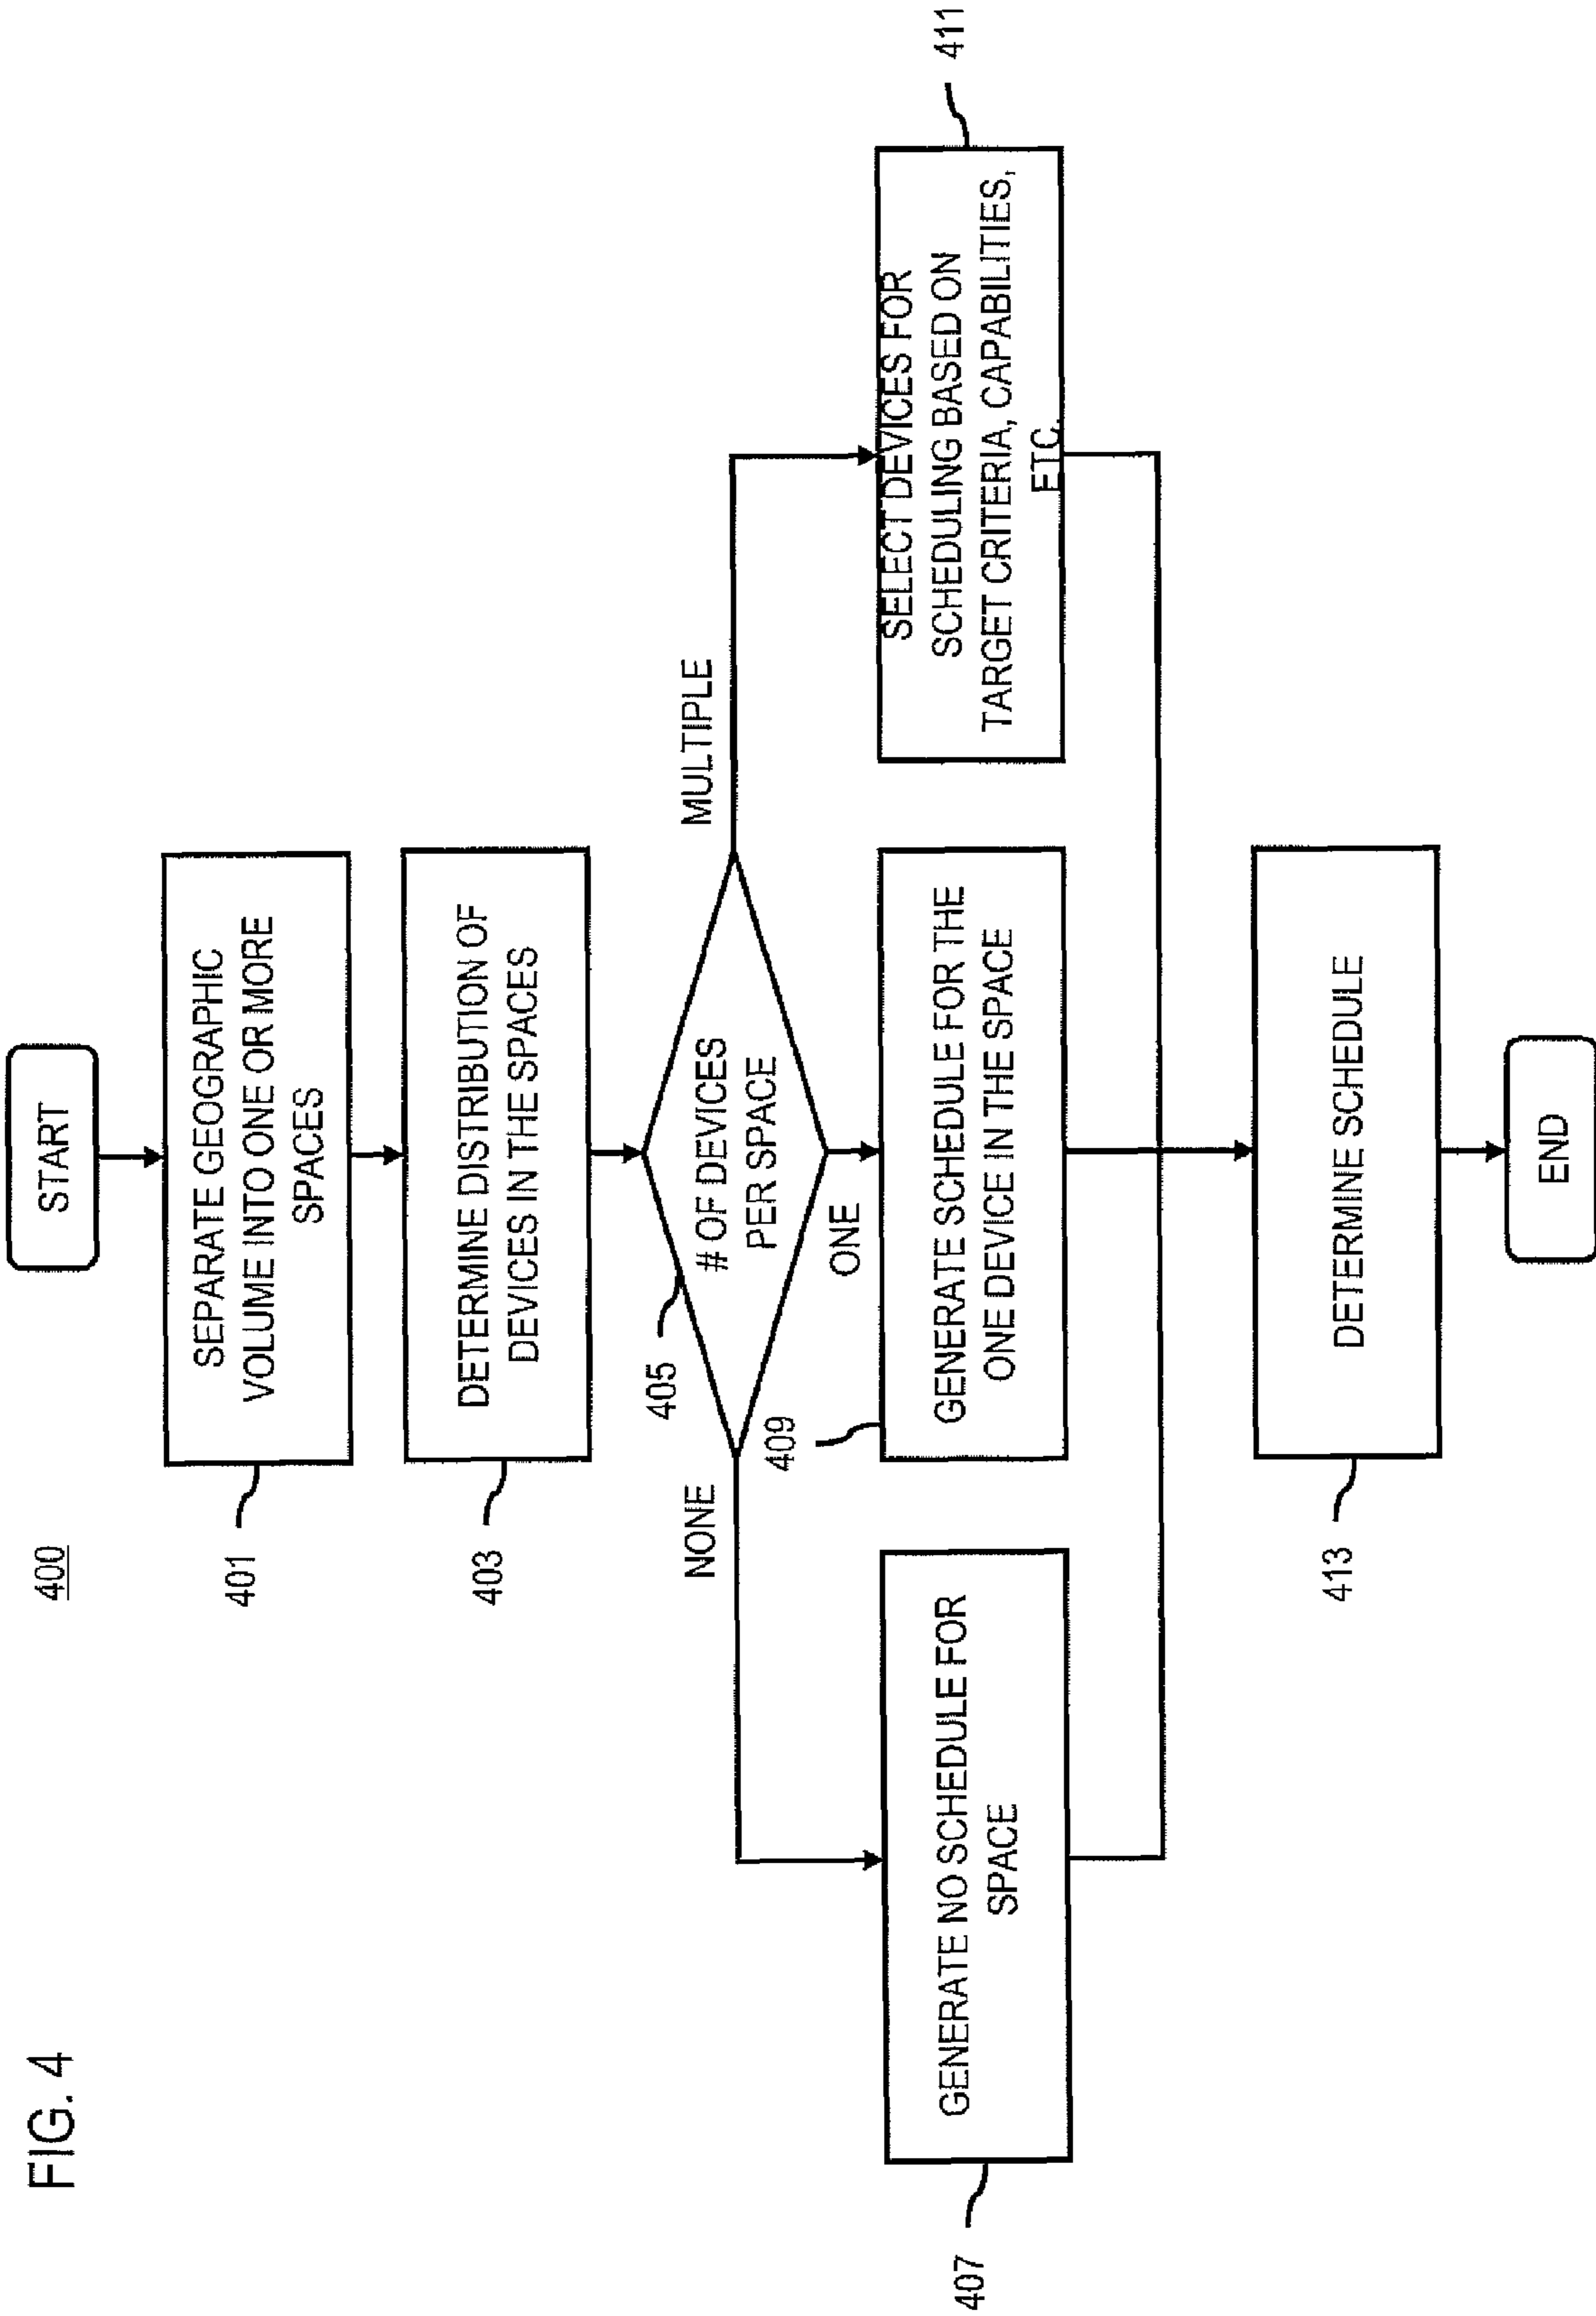 FIG. 4
400
START
SEPARATE GEOGRAPHIC
VOLUME INTO ONE OR MORE
SPACES
401
DETERMINE DISTRIBUTION OF
DEVICES IN THE SPACES
403
# OF DEVICES
PER SPACE
405
NONE
MULTIPLE
ONE
409
GENERATE NO SCHEDULE FOR
SPACE
407
GENERATE SCHEDULE FOR THE
ONE DEVICE IN THE SPACE
SELECT DEVICES FOR
SCHEDULING BASED ON
TARGET CRITERIA, CAPABILITIES,
ETC.
411
DETERMINE SCHEDULE
413
END